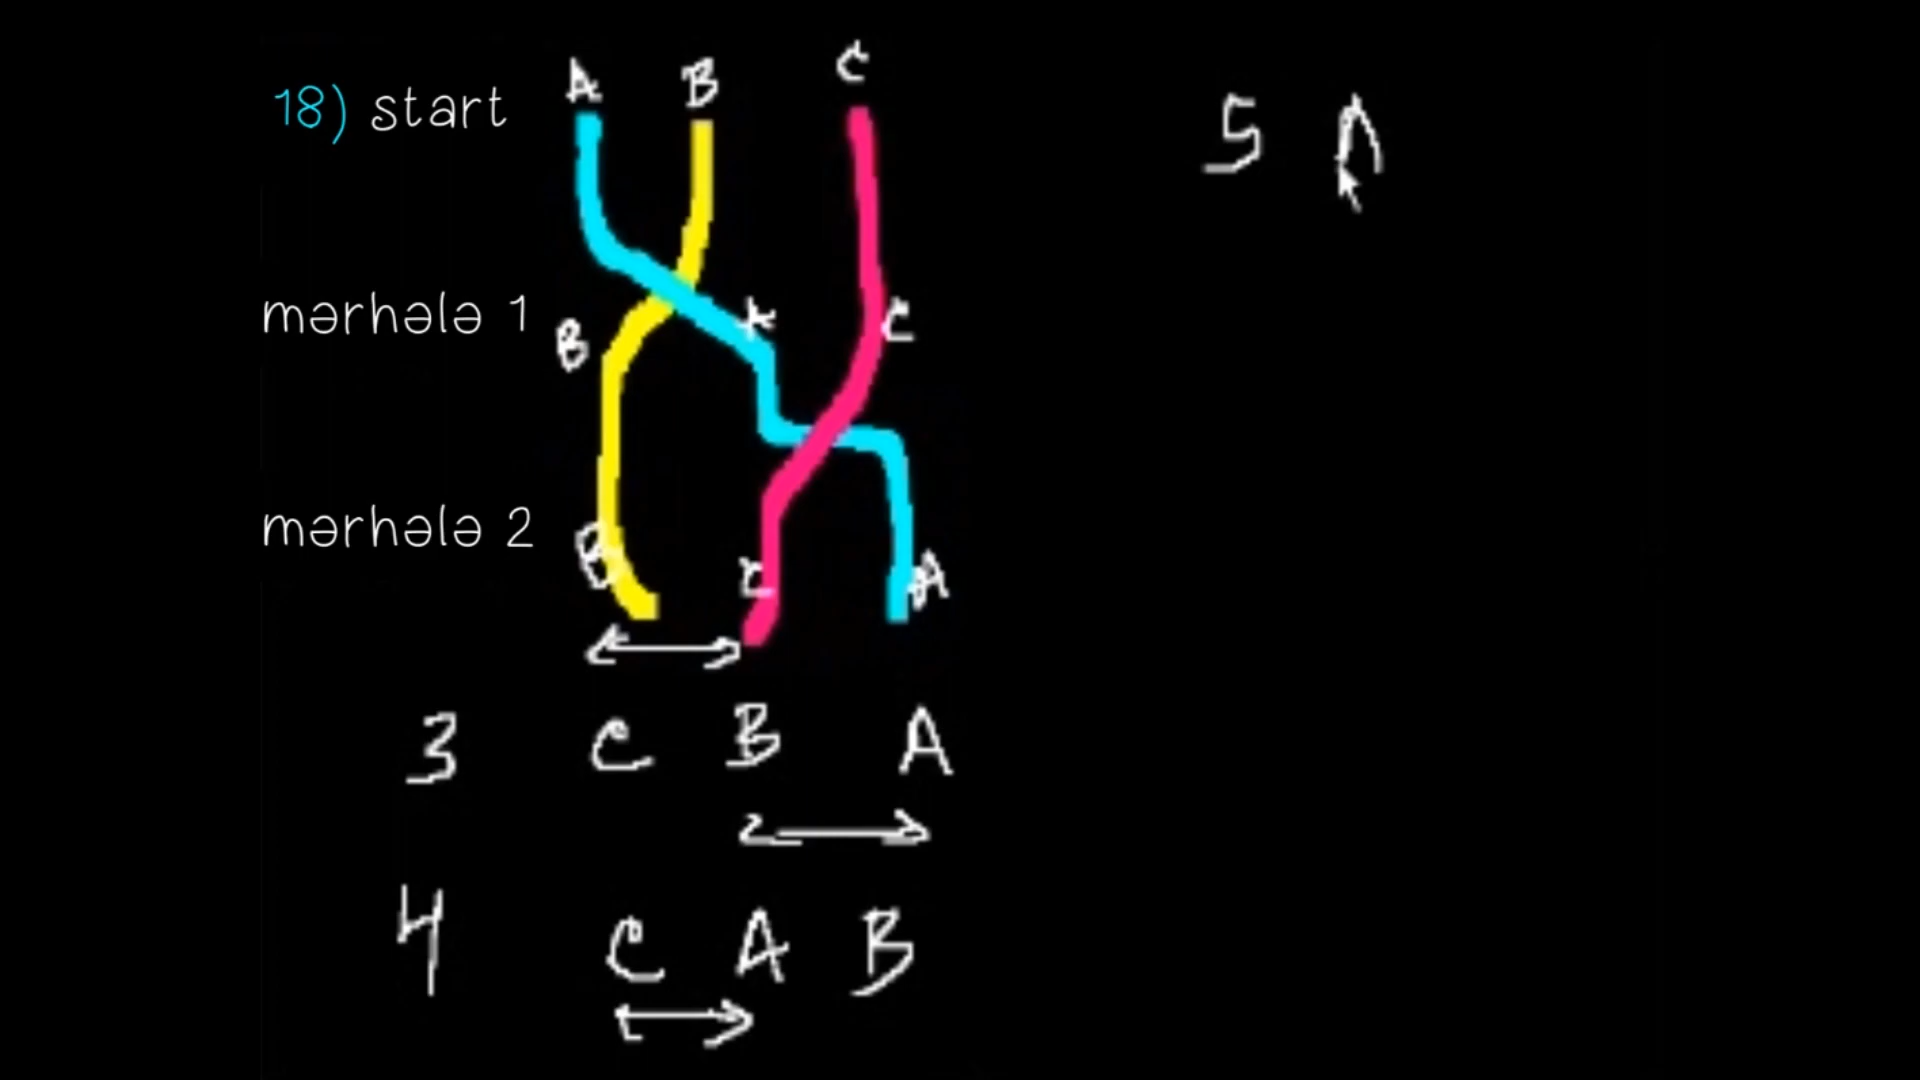 A B C
18) start
5 A
mərhələ 1
B A C
mərhələ 2
B C A
3 C B A
4 C A B